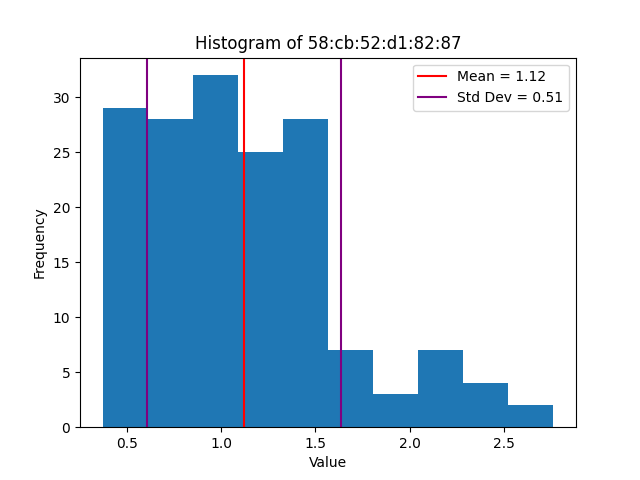 Histogram of 58:cb:52:d1:82:87
Mean = 1.12
Std Dev = 0.51
Frequency
30
25
20
15
10
5
0
0.5 1.0 1.5 2.0 2.5
Value